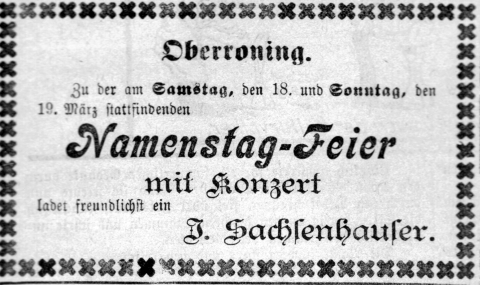 Oberroning.
Zu der am Samstag, den 18. und Sonntag, den
19. März stattfindenden
Namenstag-Feier
mit Konzert
ladet freundlichst ein
J. Sachsenhauser.